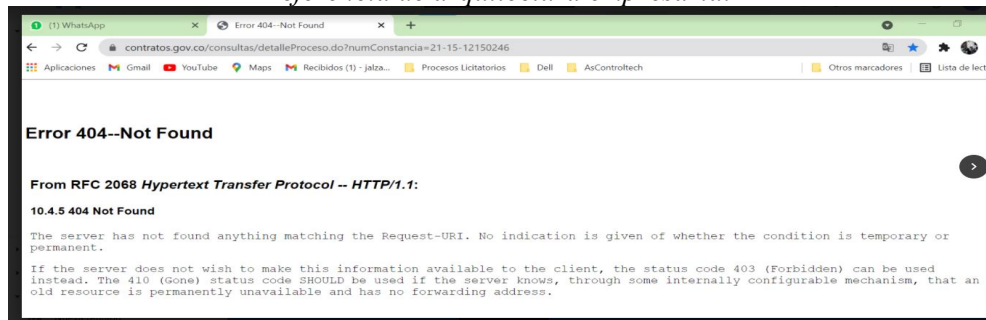 (1) WhatsApp
Error 404--Not Found
contratos.gov.co/consultas/detalleProceso.do?numConstancia=21-15-12150246
Aplicaciones Gmail YouTube Maps Recibidos (1) - jalza... Procesos Licitatorios Dell AsControltech Otros marcadores Lista de lect
Error 404--Not Found
From RFC 2068 Hypertext Transfer Protocol -- HTTP/1.1:
10.4.5 404 Not Found
The server has not found anything matching the Request-URI. No indication is given of whether the condition is temporary or
permanent.
If the server does not wish to make this information available to the client, the status code 403 (Forbidden) can be used
instead. The 410 (Gone) status code SHOULD be used if the server knows, through some internally configurable mechanism, that an
old resource is permanently unavailable and has no forwarding address.